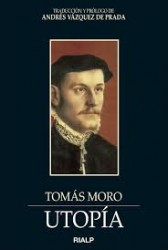 TRADUCCIÓN Y PRÓLOGO DE
ANDRÉS VÁZQUEZ DE PRADA
TOMÁS MORO
UTOPÍA
RIALP